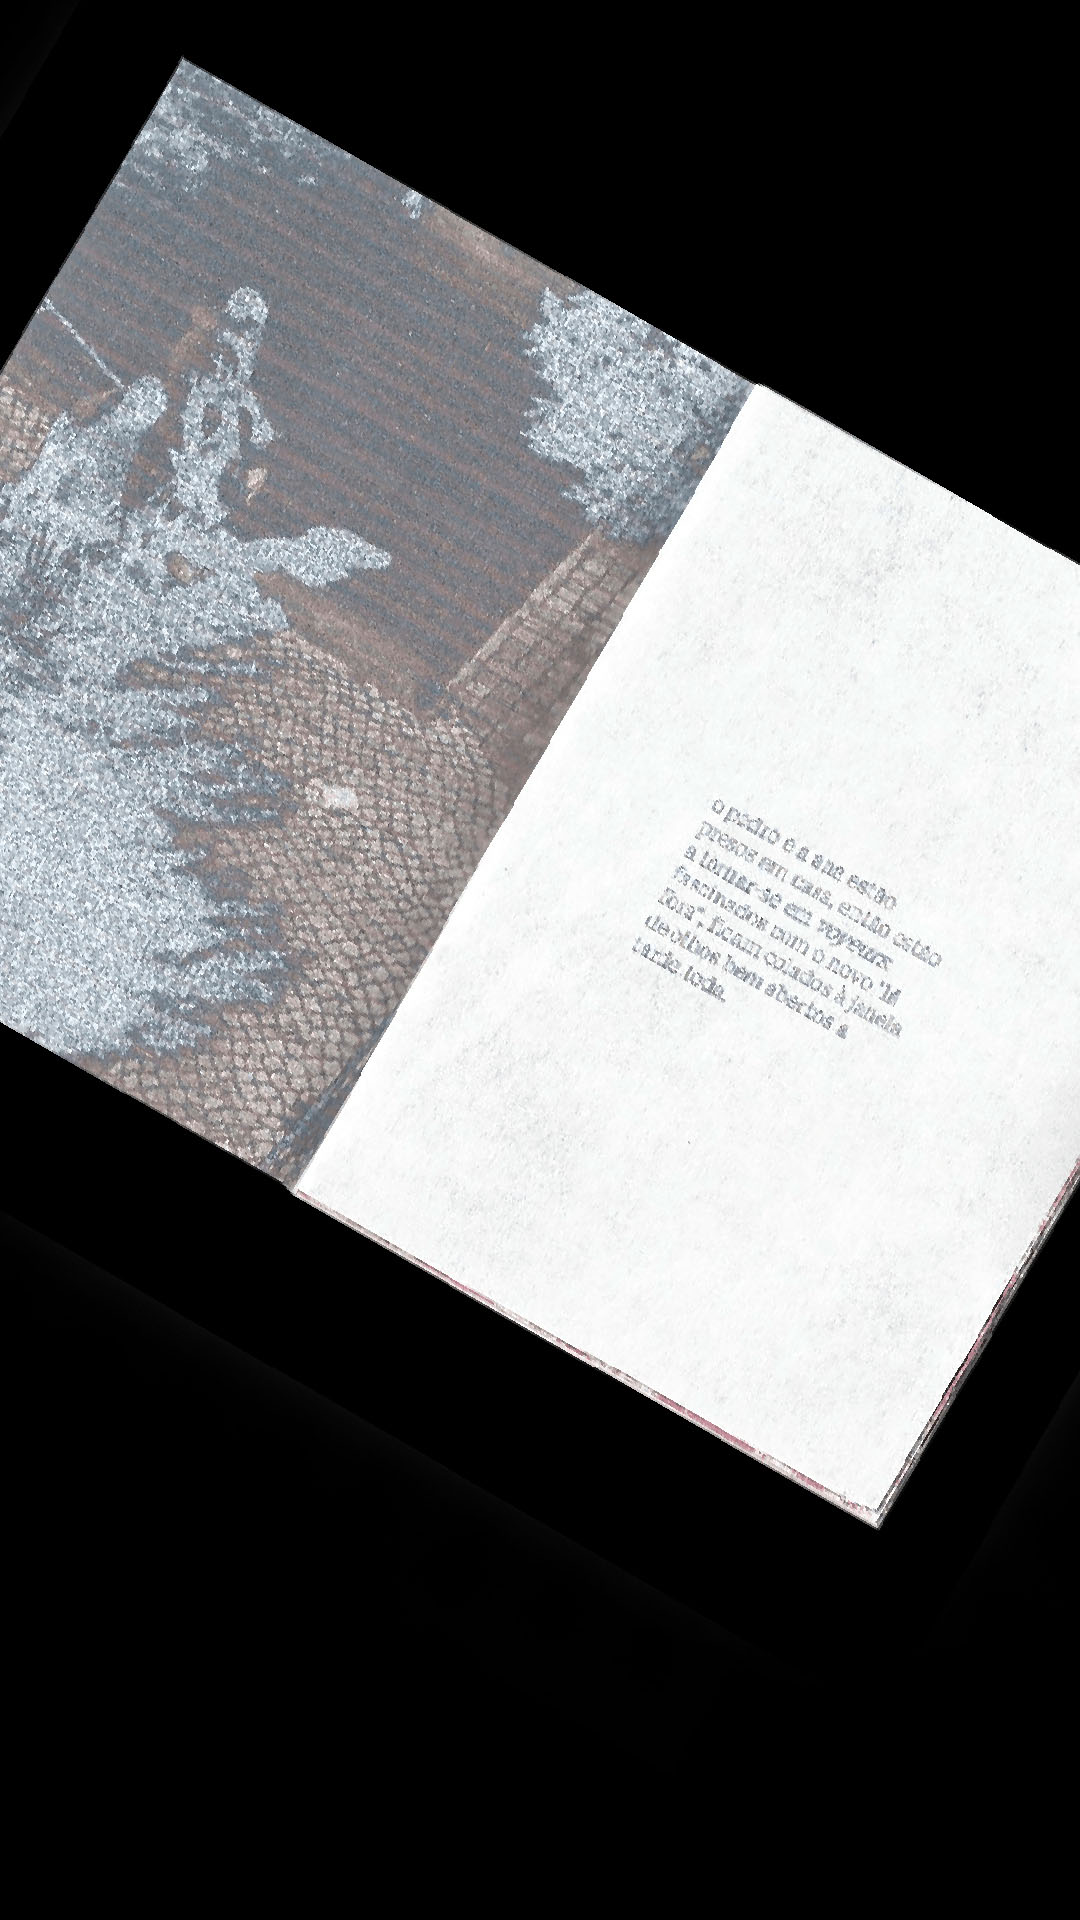 o pedro e a ana estão
presos em casa, então estão
a tornar-se em voyeurs
fascinados com o novo "lá
fora". ficam colados à janela
de olhos bem abertos a
tarde toda.